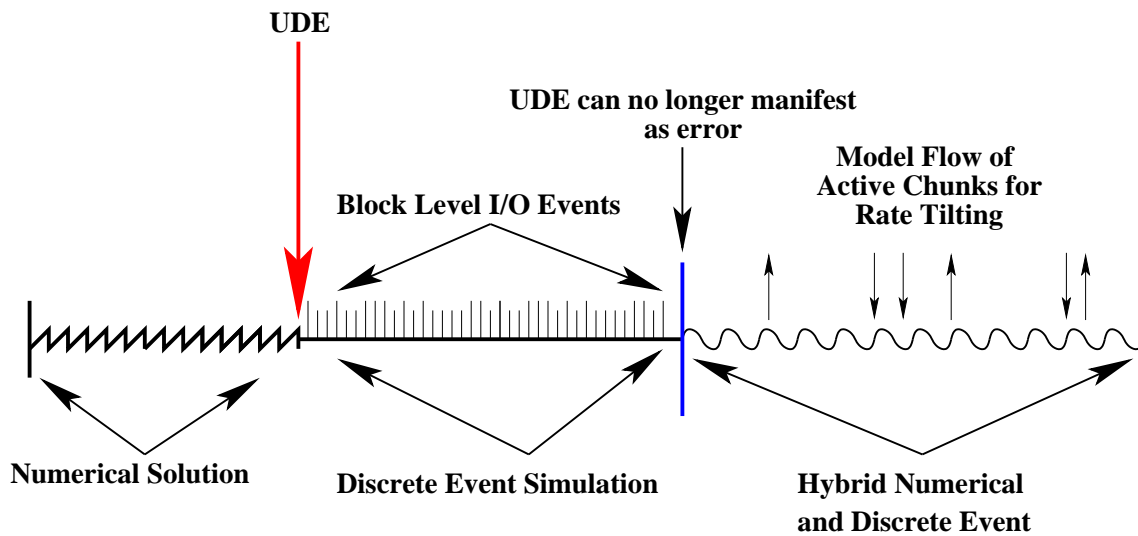 UDE
UDE can no longer manifest
as error
Model Flow of
Active Chunks for
Rate Tilting
Block Level I/O Events
Numerical Solution
Discrete Event Simulation
Hybrid Numerical
and Discrete Event